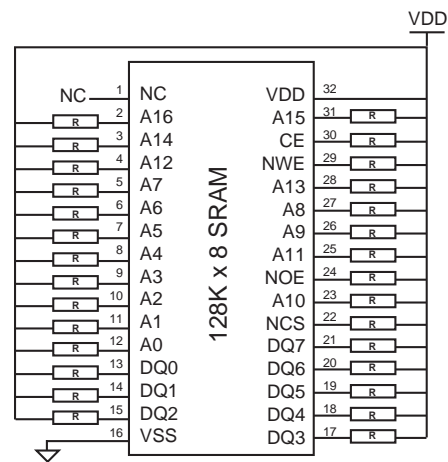 VDD
NC 1 NC VDD 32
R 2 A16 A15 31 R
R 3 A14 CE 30 R
R 4 A12 NWE 29 R
R 5 A7 A13 28 R
R 6 A6 A8 27 R
R 7 A5 A9 26 R
R 8 A4 A11 25 R
R 9 A3 NOE 24 R
R 10 A2 A10 23 R
R 11 A1 NCS 22 R
R 12 A0 DQ7 21 R
R 13 DQ0 DQ6 20 R
R 14 DQ1 DQ5 19 R
R 15 DQ2 DQ4 18 R
16 VSS DQ3 17 R
128K x 8 SRAM